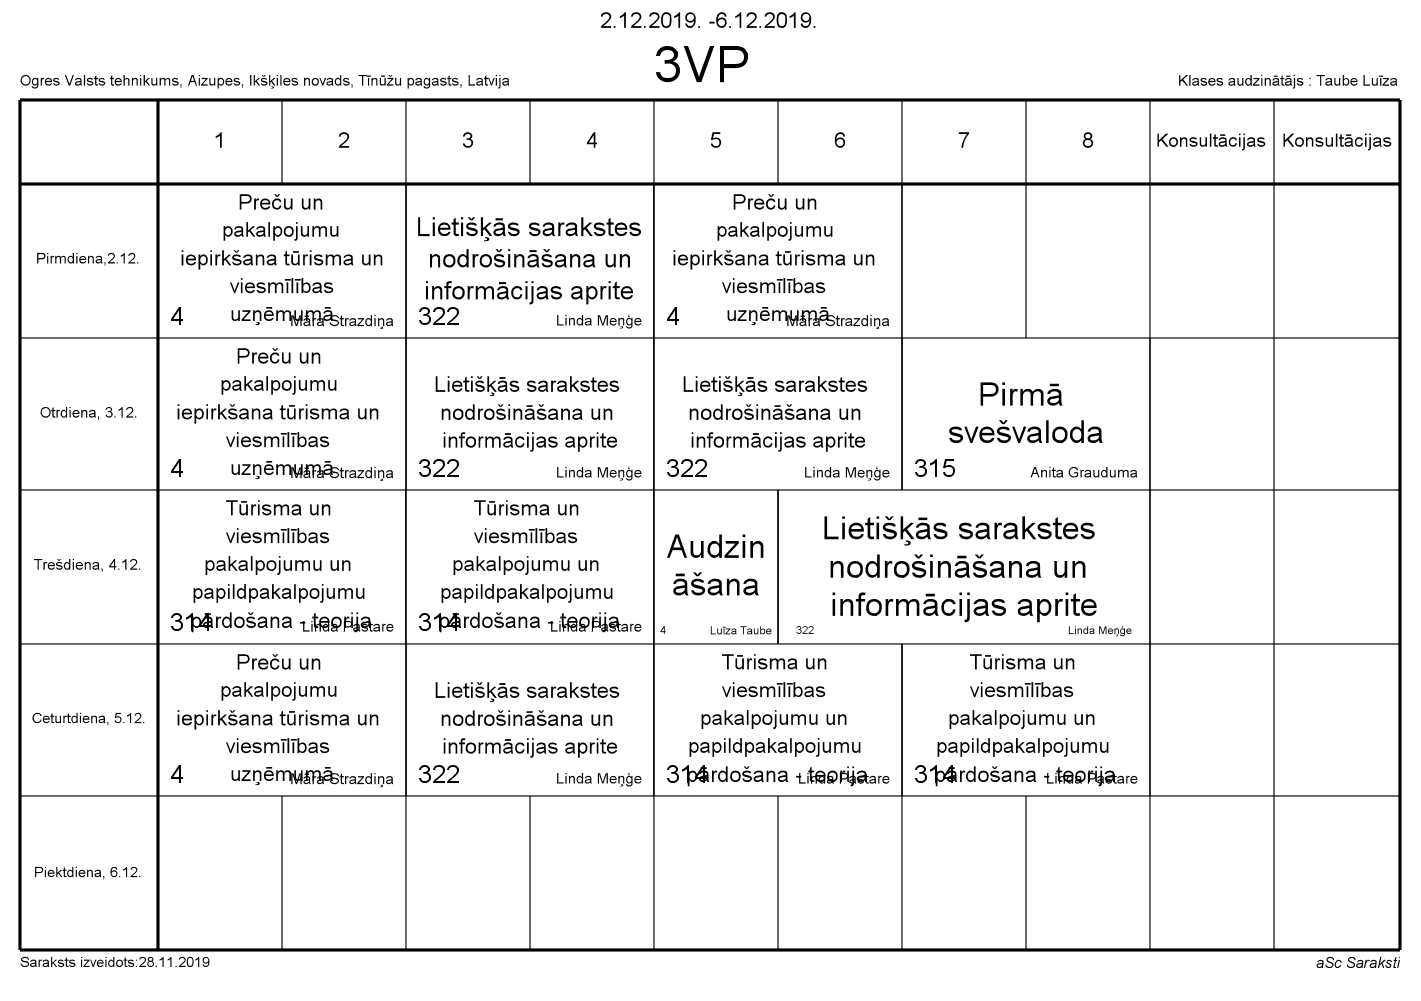 2.12.2019. -6.12.2019.
3VP
Ogres Valsts tehnikums, Aizupes, Ikšķiles novads, Tīnūžu pagasts, Latvija
Klases audzinātājs : Taube Luīza
1 2 3 4 5 6 7 8 Konsultācijas Konsultācijas
Pirmdiena,2.12.
Preču un
pakalpojumu
iepirkšana tūrisma un
viesmīlības
uzņēmumā
4 Māra Strazdiņa
Lietišķās sarakstes
nodrošināšana un
informācijas aprite
322 Linda Meņģe
Preču un
pakalpojumu
iepirkšana tūrisma un
viesmīlības
uzņēmumā
4 Māra Strazdiņa
Otrdiena, 3.12.
Preču un
pakalpojumu
iepirkšana tūrisma un
viesmīlības
uzņēmumā
4 Māra Strazdiņa
Lietišķās sarakstes
nodrošināšana un
informācijas aprite
322 Linda Meņģe
Lietišķās sarakstes
nodrošināšana un
informācijas aprite
322 Linda Meņģe
Pirmā
svešvaloda
315 Anita Grauduma
Trešdiena, 4.12.
Tūrisma un
viesmīlības
pakalpojumu un
papildpakalpojumu
pārdošana - teorija
314 Linda Pastare
Tūrisma un
viesmīlības
pakalpojumu un
papildpakalpojumu
pārdošana - teorija
314 Linda Pastare
Audzin
āšana
4 Luīza Taube
Lietišķās sarakstes
nodrošināšana un
informācijas aprite
322 Linda Meņģe
Ceturtdiena, 5.12.
Preču un
pakalpojumu
iepirkšana tūrisma un
viesmīlības
uzņēmumā
4 Māra Strazdiņa
Lietišķās sarakstes
nodrošināšana un
informācijas aprite
322 Linda Meņģe
Tūrisma un
viesmīlības
pakalpojumu un
papildpakalpojumu
pārdošana - teorija
314 Linda Pastare
Tūrisma un
viesmīlības
pakalpojumu un
papildpakalpojumu
pārdošana - teorija
314 Linda Pastare
Piektdiena, 6.12.
Saraksts izveidots:28.11.2019
aSc Saraksti